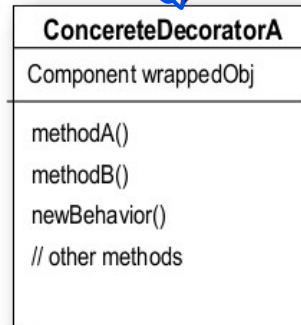 ConcereteDecoratorA
Component wrappedObj
methodA()
methodB()
newBehavior()
// other methods